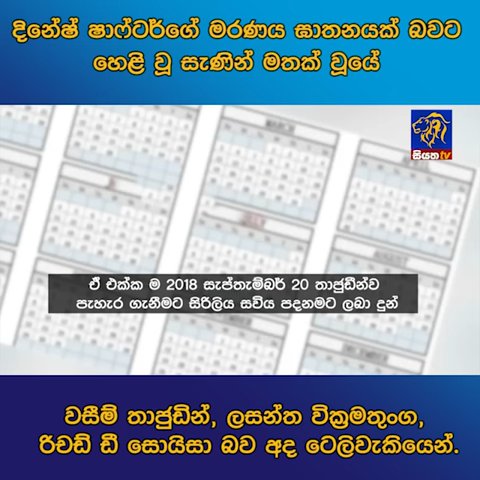 දිනේෂ් ෂාෆ්ටර්ගේ මරණය ඝාතනයක් බවට
හෙළි වූ සැණින් මතක් වූයේ
සියත tv
ඒ එක්ක ම 2018 සැප්තැම්බර් 20 තාජුඩීන්ව
පැහැර ගැනීමට සිරිලිය සවිය පදනමට ලබා දුන්
වසීම් තාජුඩින්, ලසන්ත වික්‍රමතුංග,
රිචඩ් ඩී සොයිසා බව අද ටෙලිවැකියෙන්.